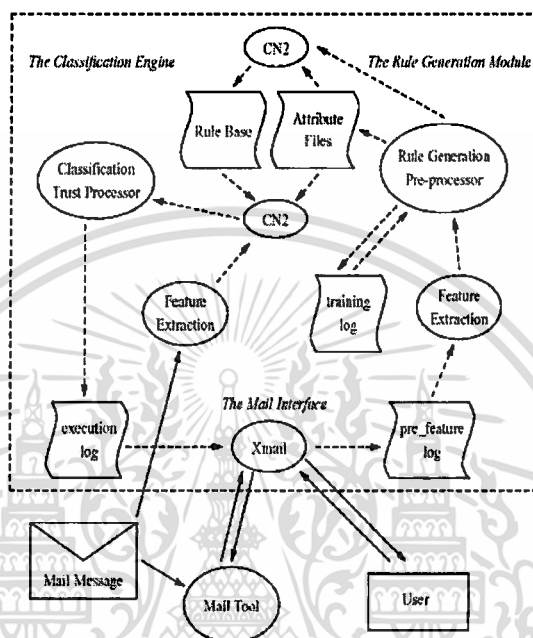 CN2
The Classification Engine
The Rule Generation Module
Rule Base
Attribute
Files
Classification
Trust Processor
Rule Generation
Pre-processor
CN2
Feature
Extraction
training
log
Feature
Extraction
The Mail Interface
execution
log
Xmail
pre_feature
log
Mail Message
Mail Tool
User